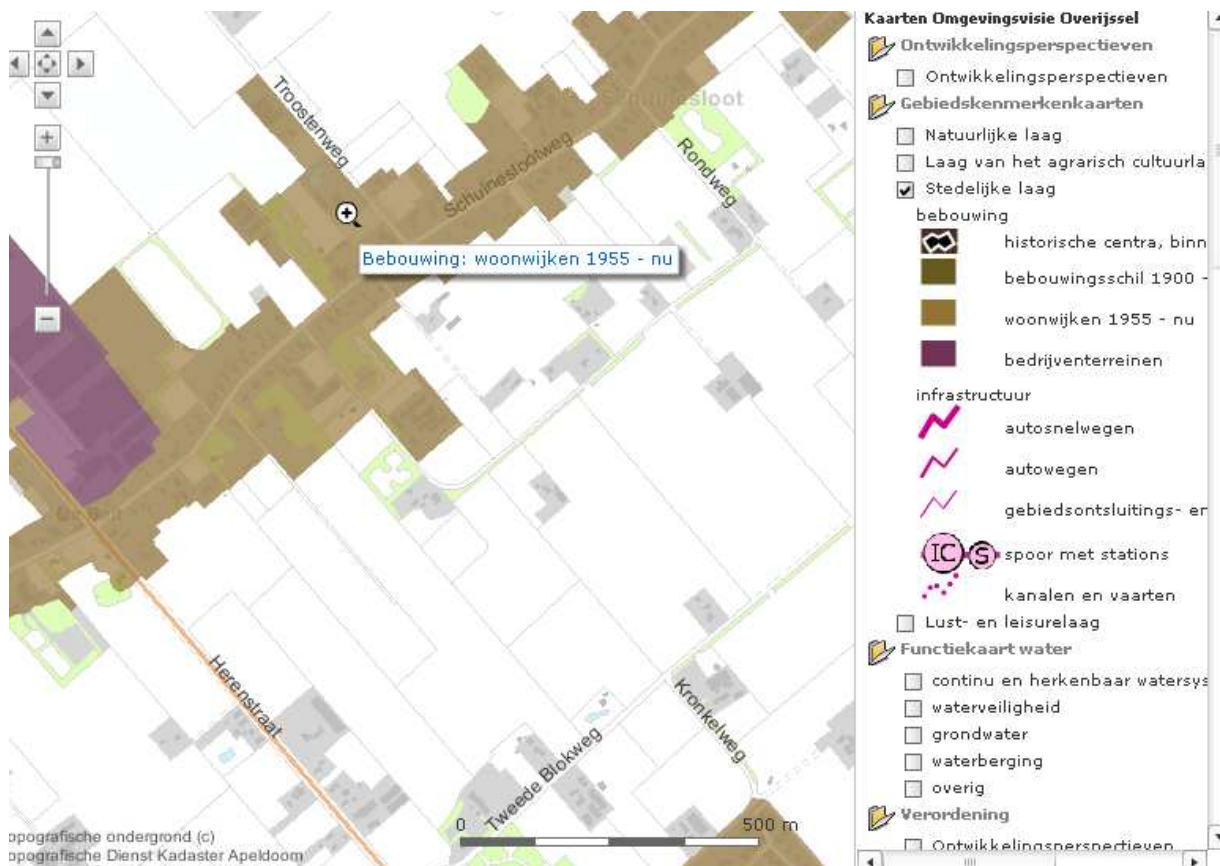 Kaarten Omgevingsvisie Overijssel
Ontwikkelingsperspectieven
Ontwikkelingsperspectieven
Gebiedskenmerkenkaarten
Natuurlijke laag
Laag van het agrarisch cultuurla
Stedelijke laag
bebouwing
historische centra, binn
bebouwingsschil 1900 -
woonwijken 1955 - nu
bedrijventerreinen
infrastructuur
autosnelwegen
autowegen
gebiedsontsluitings- en
IC S spoor met stations
kanalen en vaarten
Lust- en leisurelaag
Functiekaart water
continu en herkenbaar watersys
waterveiligheid
grondwater
waterberging
overig
Verordening
Ontwikkelingsperspectieven
Troostenweg
Schuinesloot
Schuineslootweg
Rondweg
Bebouwing: woonwijken 1955 - nu
Herenstraat
Kronkelweg
Tweede Blokweg
0 500 m
opografische ondergrond (c)
opografische Dienst Kadaster Apeldoorn